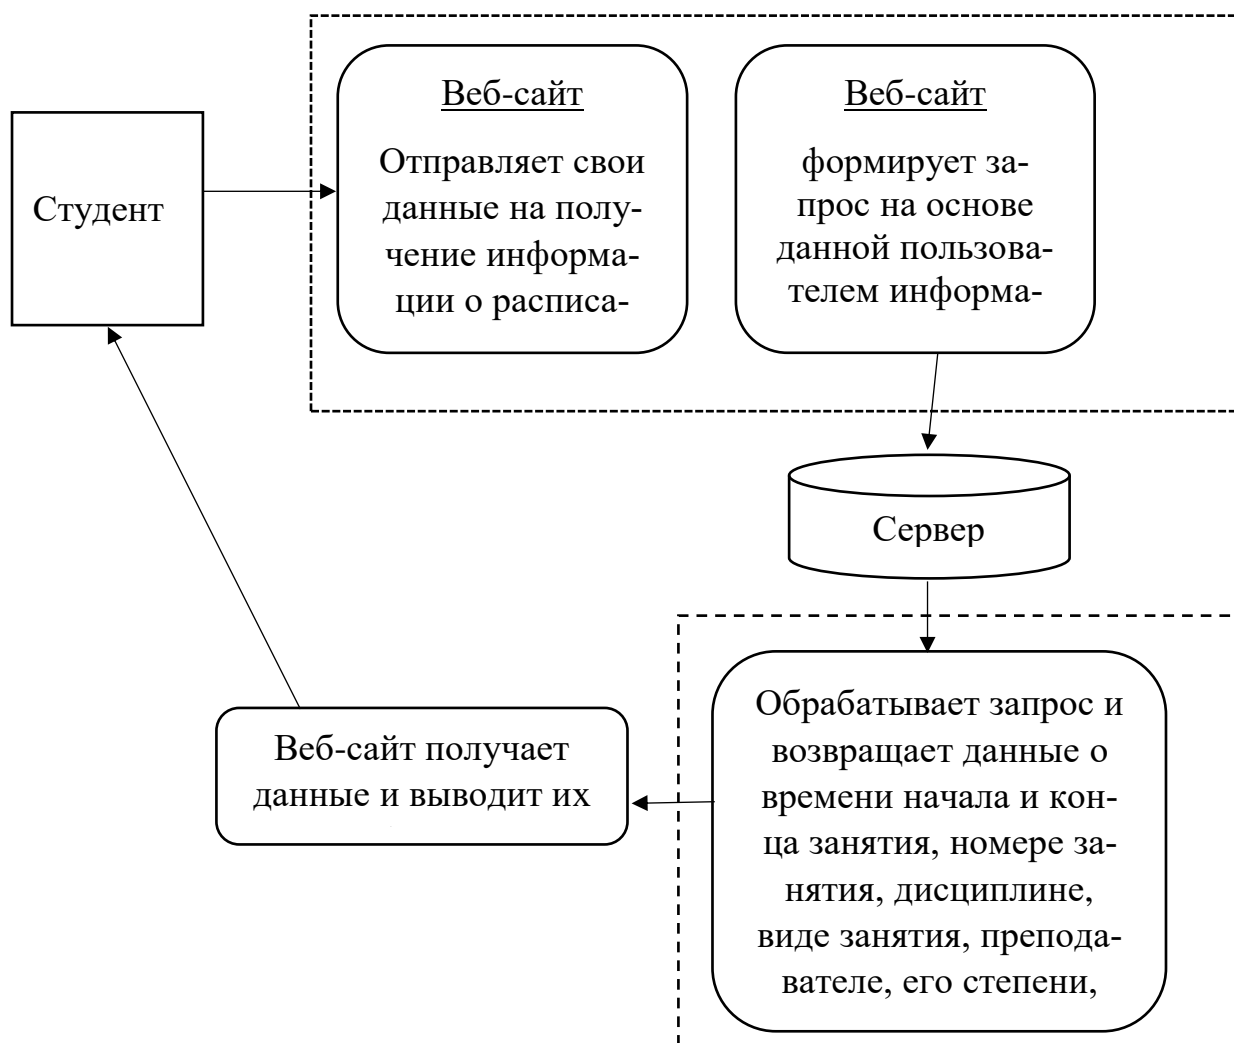 Веб-сайт
Отправляет свои
данные на полу-
чение информа-
ции о расписа-
Веб-сайт
формирует за-
прос на основе
данной пользова-
телем информа-
Студент
Сервер
Обрабатывает запрос и
возвращает данные о
времени начала и кон-
ца занятия, номере за-
нятия, дисциплине,
виде занятия, препода-
вателе, его степени,
Веб-сайт получает
данные и выводит их